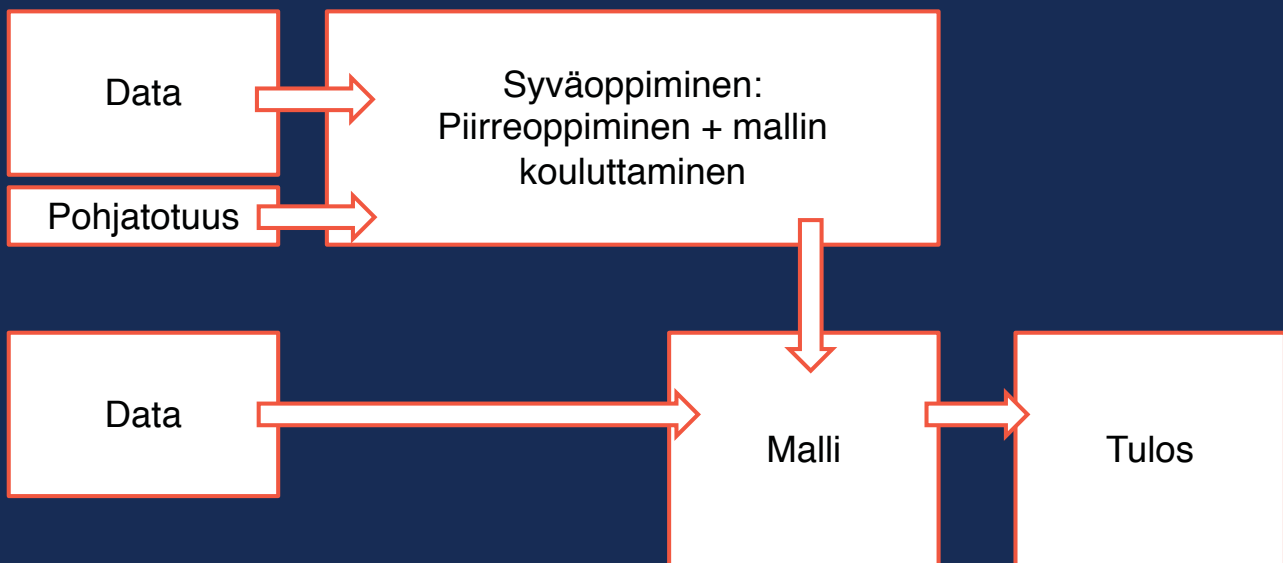 Data
Syväoppiminen:
Piirreoppiminen + mallin
kouluttaminen
Pohjatotuus
Data
Malli
Tulos